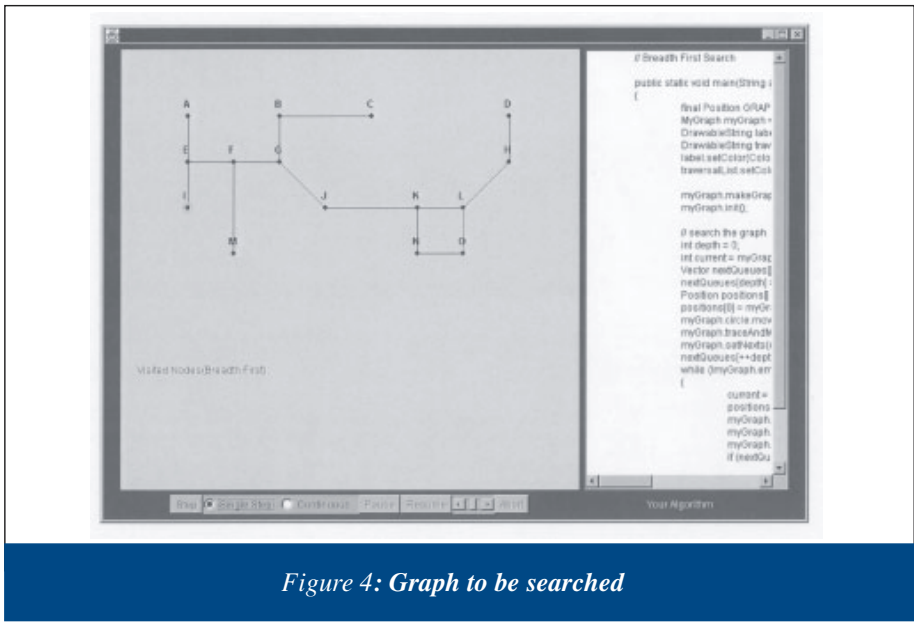 // Breadth First Search
public static void main(String a
{
final Position GRAP
MyGraph myGraph =
DrawableString labe
DrawableString trav
label.setColor(Colo
traversalList.setCol
myGraph.makeGrap
myGraph.init();
// search the graph
int depth = 0;
int current = myGrap
Vector nextQueues[]
nextQueues[depth] =
Position positions[]
positions[0] = myGr
myGraph.circle.mov
myGraph.traceAndM
myGraph.setNexts(
nextQueues[++dept
while (!myGraph.em
{
current =
positions
myGraph.
myGraph.
myGraph.
if (nextQu
A B C D
E F G H
I J K L
M N O
Visited Nodes(Breadth First)
Step Single Step Continuous Pause Resume Abort
Your Algorithm
Figure 4: Graph to be searched